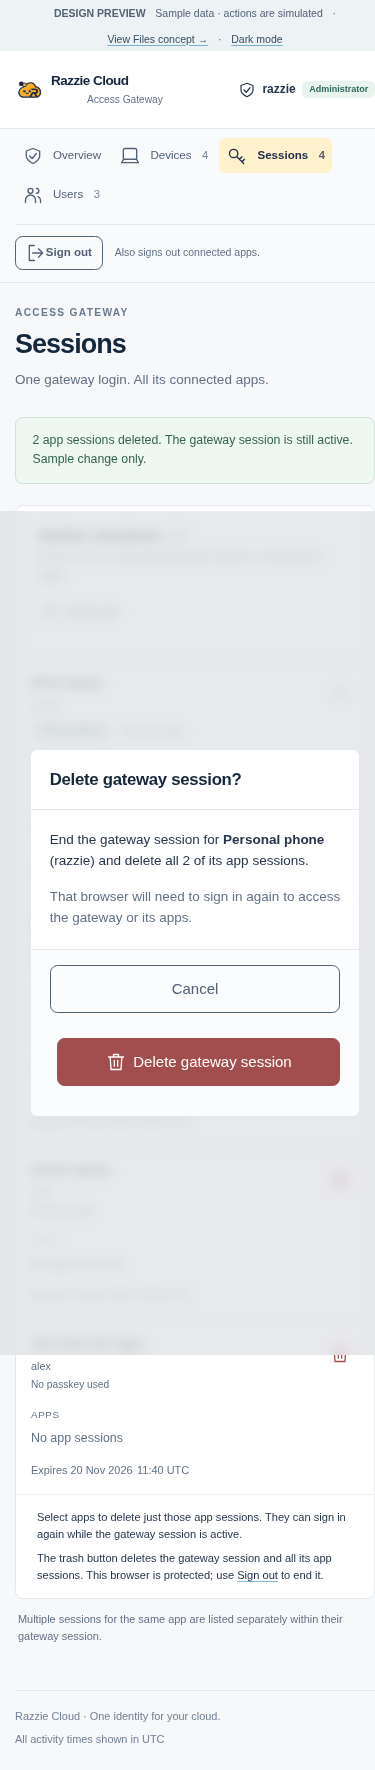 DESIGN PREVIEW Sample data · actions are simulated ·
View Files concept → · Dark mode
Razzie Cloud
Access Gateway
razzie Administrator
Overview Devices 4 Sessions 4
Users 3
Sign out Also signs out connected apps.
ACCESS GATEWAY
Sessions
One gateway login. All its connected apps.
2 app sessions deleted. The gateway session is still active.
Sample change only.
Delete gateway session?
End the gateway session for Personal phone
(razzie) and delete all 2 of its app sessions.
That browser will need to sign in again to access
the gateway or its apps.
Cancel
Delete gateway session
alex
No passkey used
APPS
No app sessions
Expires 20 Nov 2026 11:40 UTC
Select apps to delete just those app sessions. They can sign in
again while the gateway session is active.
The trash button deletes the gateway session and all its app
sessions. This browser is protected; use Sign out to end it.
Multiple sessions for the same app are listed separately within their
gateway session.
Razzie Cloud · One identity for your cloud.
All activity times shown in UTC